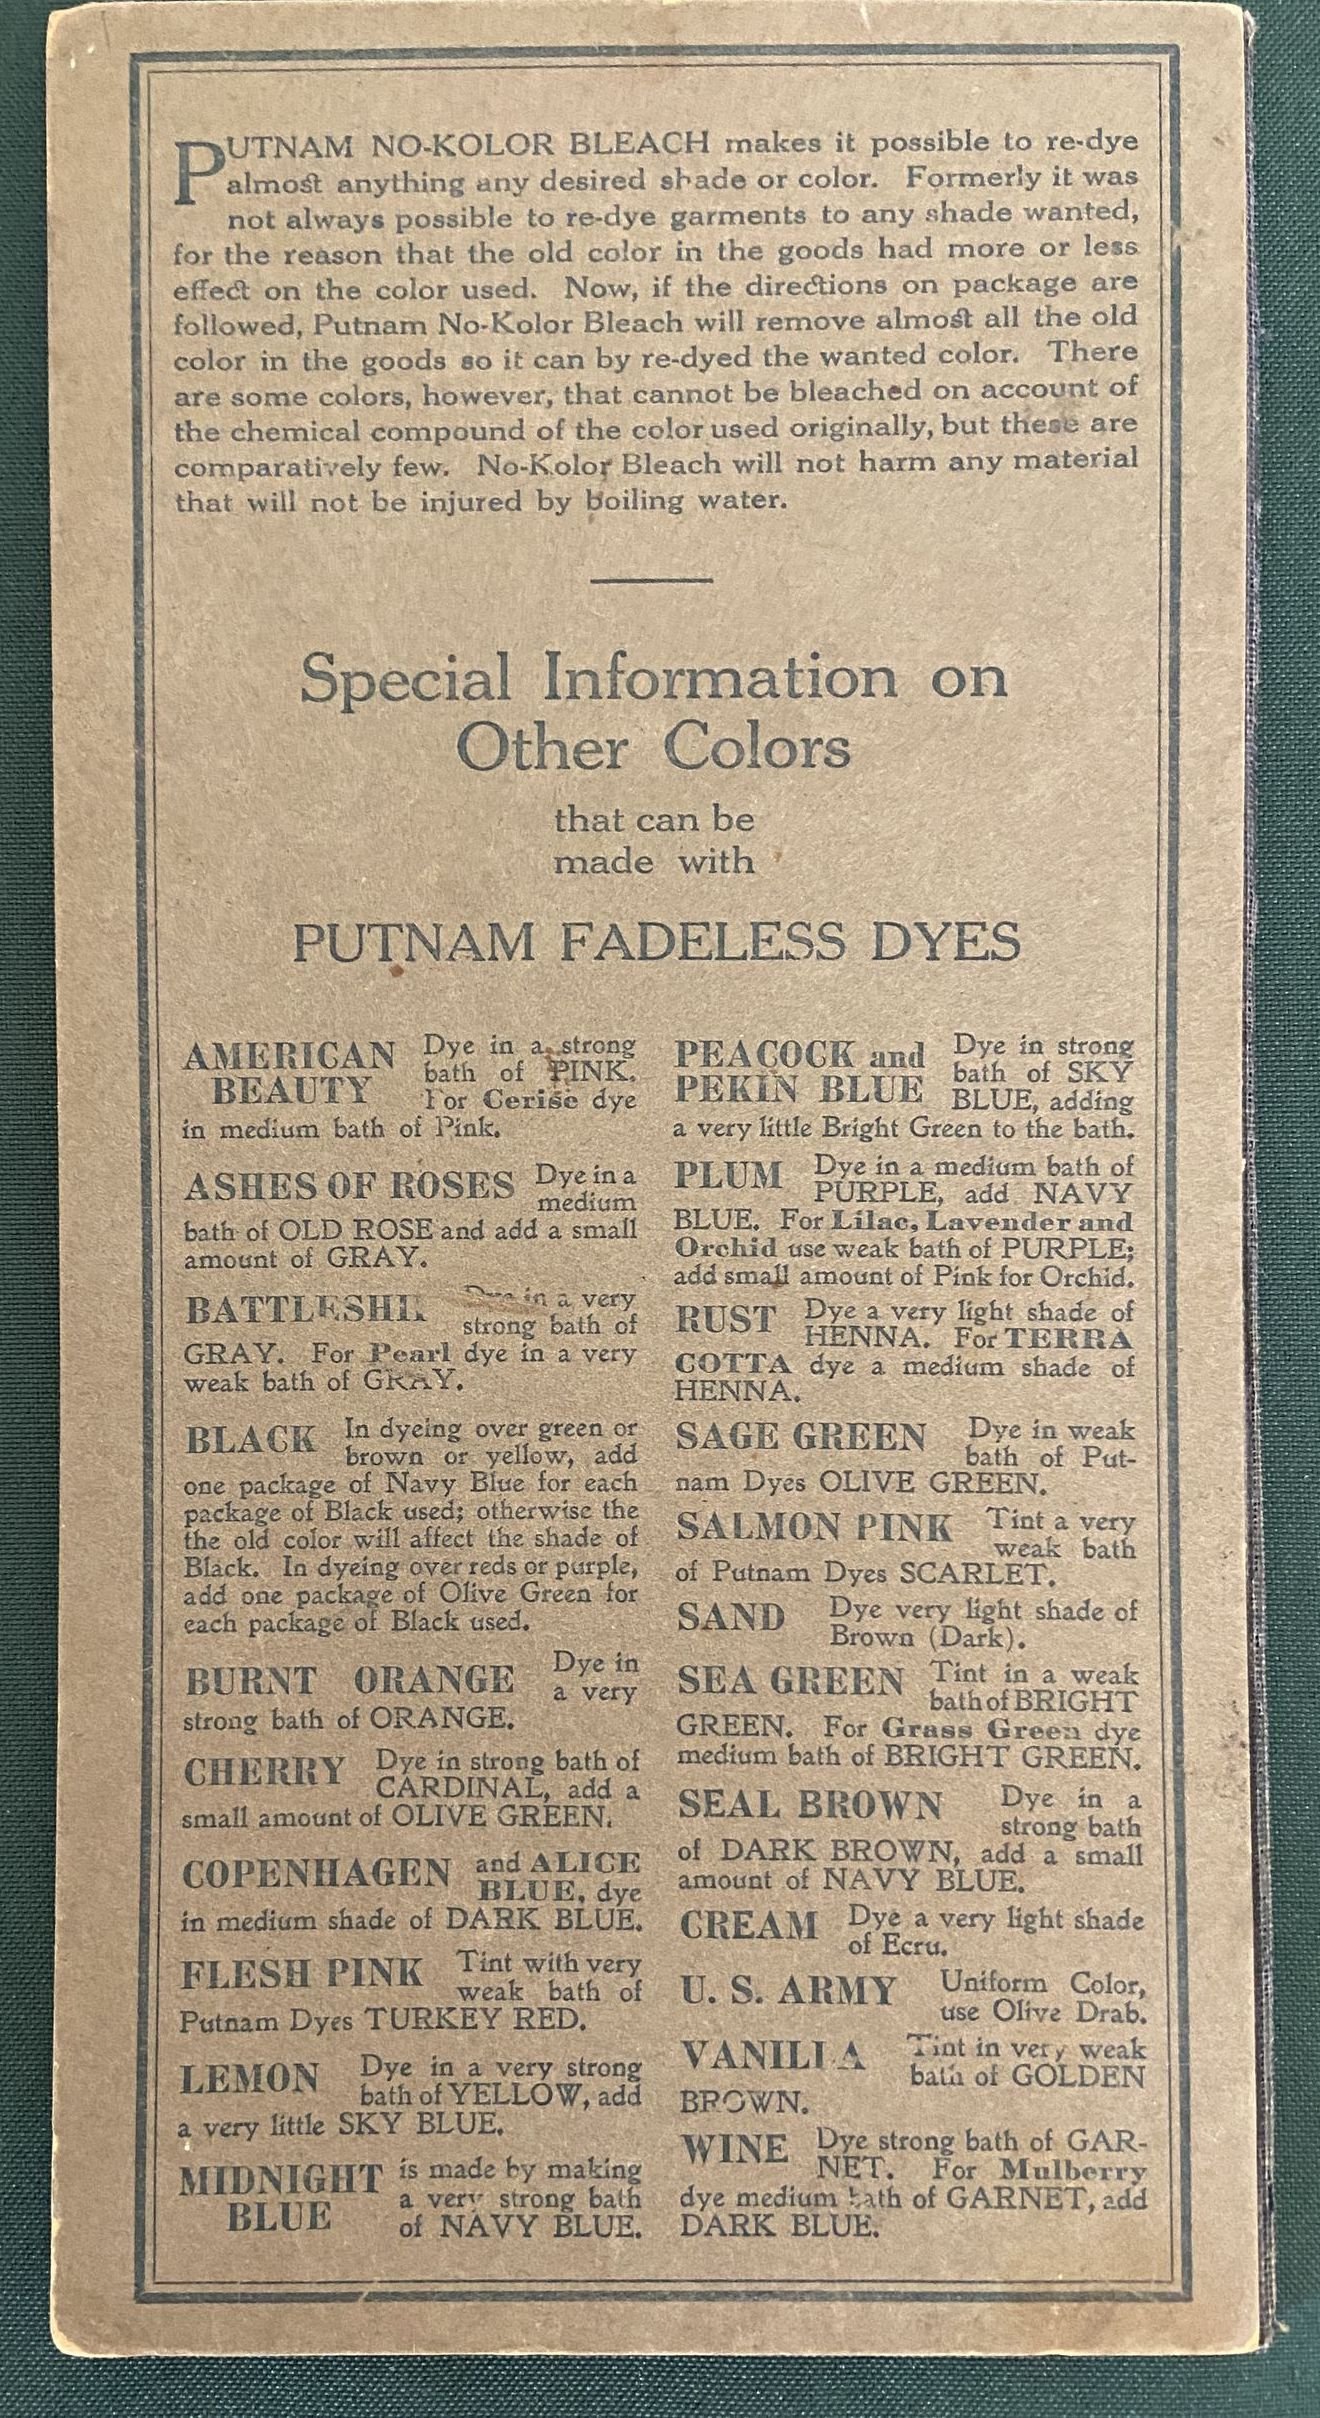 PUTNAM NO-KOLOR BLEACH makes it possible to re-dye
almost anything any desired shade or color. Formerly it was
not always possible to re-dye garments to any shade wanted,
for the reason that the old color in the goods had more or less
effect on the color used. Now, if the directions on package are
followed, Putnam No-Kolor Bleach will remove almost all the old
color in the goods so it can by re-dyed the wanted color. There
are some colors, however, that cannot be bleached on account of
the chemical compound of the color used originally, but these are
comparatively few. No-Kolor Bleach will not harm any material
that will not be injured by boiling water.
Special Information on
Other Colors
that can be
made with
PUTNAM FADELESS DYES
AMERICAN BEAUTY Dye in a strong
bath of PINK.
For Cerise dye
in medium bath of Pink.
ASHES OF ROSES Dye in a
medium
bath of OLD ROSE and add a small
amount of GRAY.
BATTLESHIP Dye in a very
strong bath of
GRAY. For Pearl dye in a very
weak bath of GRAY.
BLACK In dyeing over green or
brown or yellow, add
one package of Navy Blue for each
package of Black used; otherwise the
the old color will affect the shade of
Black. In dyeing over reds or purple,
add one package of Olive Green for
each package of Black used.
BURNT ORANGE Dye in
a very
strong bath of ORANGE.
CHERRY Dye in strong bath of
CARDINAL, add a
small amount of OLIVE GREEN.
COPENHAGEN and ALICE
BLUE, dye
in medium shade of DARK BLUE.
FLESH PINK Tint with very
weak bath of
Putnam Dyes TURKEY RED.
LEMON Dye in a very strong
bath of YELLOW, add
a very little SKY BLUE.
MIDNIGHT BLUE is made by making
a very strong bath
of NAVY BLUE.
PEACOCK and PEKIN BLUE Dye in strong
bath of SKY
BLUE, adding
a very little Bright Green to the bath.
PLUM Dye in a medium bath of
PURPLE, add NAVY
BLUE. For Lilac, Lavender and
Orchid use weak bath of PURPLE;
add small amount of Pink for Orchid.
RUST Dye a very light shade of
HENNA. For TERRA
COTTA dye a medium shade of
HENNA.
SAGE GREEN Dye in weak
bath of Put-
nam Dyes OLIVE GREEN.
SALMON PINK Tint a very
weak bath
of Putnam Dyes SCARLET.
SAND Dye very light shade of
Brown (Dark).
SEA GREEN Tint in a weak
bath of BRIGHT
GREEN. For Grass Green dye
medium bath of BRIGHT GREEN.
SEAL BROWN Dye in a
strong bath
of DARK BROWN, add a small
amount of NAVY BLUE.
CREAM Dye a very light shade
of Ecru.
U. S. ARMY Uniform Color,
use Olive Drab.
VANILLA Tint in very weak
bath of GOLDEN
BROWN.
WINE Dye strong bath of GAR-
NET. For Mulberry
dye medium bath of GARNET, add
DARK BLUE.